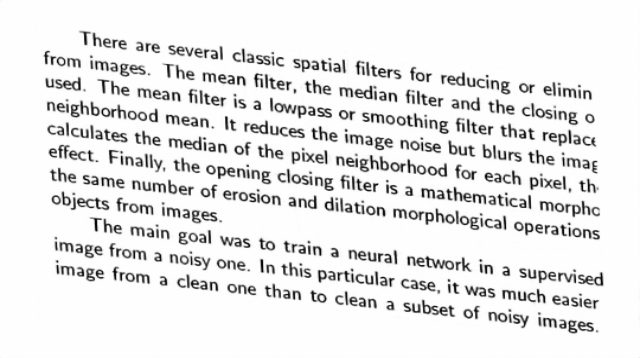 There are several classic spatial filters for reducing or elimin
from images. The mean filter, the median filter and the closing o
used. The mean filter is a lowpass or smoothing filter that replace
neighborhood mean. It reduces the image noise but blurs the imag
calculates the median of the pixel neighborhood for each pixel, th
effect. Finally, the opening closing filter is a mathematical morpho
the same number of erosion and dilation morphological operations
objects from images.
The main goal was to train a neural network in a supervised
image from a noisy one. In this particular case, it was much easier
image from a clean one than to clean a subset of noisy images.